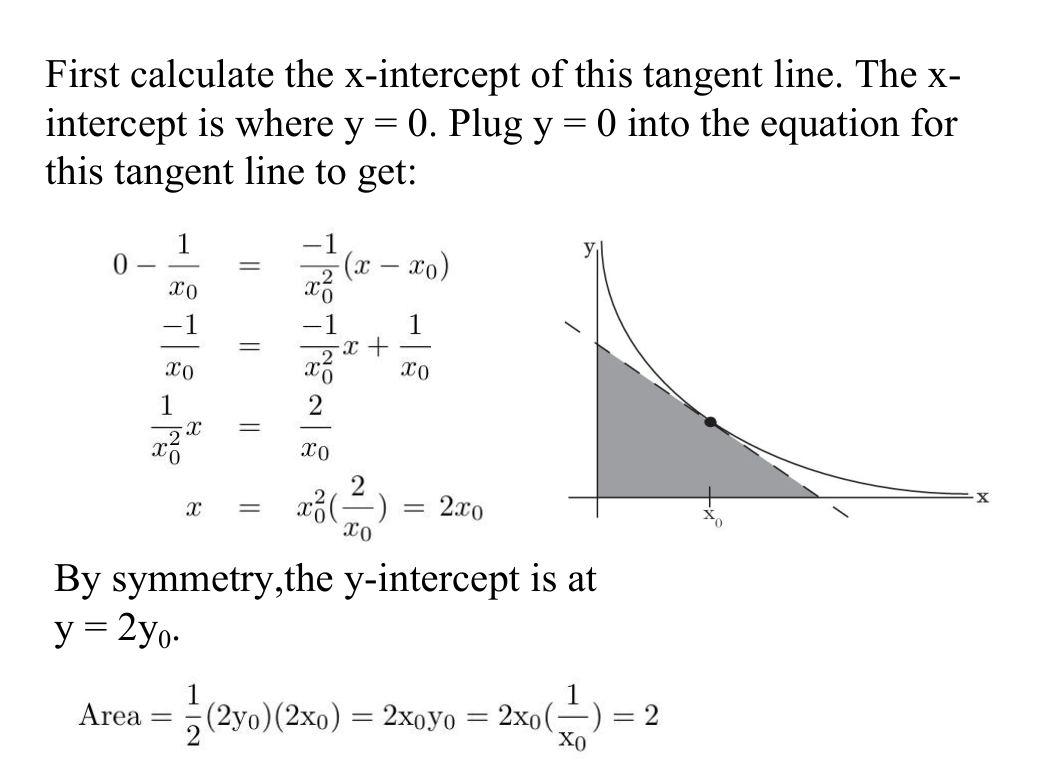 First calculate the x-intercept of this tangent line. The x-
intercept is where y = 0. Plug y = 0 into the equation for
this tangent line to get:
0 − 1/x₀ = −1/x₀² (x − x₀)
−1/x₀ = −1/x₀² x + 1/x₀
1/x₀² x = 2/x₀
x = x₀²(2/x₀) = 2x₀
y
x
x₀
By symmetry,the y-intercept is at
y = 2y₀.
Area = 1/2 (2y₀)(2x₀) = 2x₀y₀ = 2x₀(1/x₀) = 2